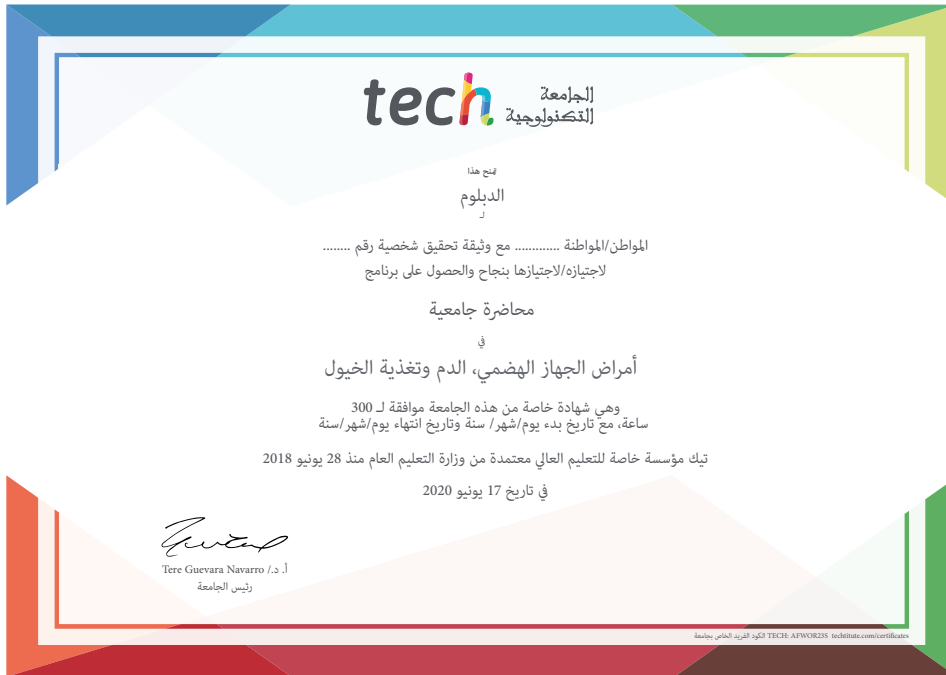 tech الجامعة
التكنولوجية
يمنح هذا
الدبلوم
لـ
المواطن/المواطنة ............ مع وثيقة تحقيق شخصية رقم ........
لاجتيازه/لاجتيازها بنجاح والحصول على برنامج
محاضرة جامعية
في
أمراض الجهاز الهضمي، الدم وتغذية الخيول
وهي شهادة خاصة من هذه الجامعة موافقة لـ 300
ساعة، مع تاريخ بدء يوم/شهر/ سنة وتاريخ انتهاء يوم/شهر/سنة
تيك مؤسسة خاصة للتعليم العالي معتمدة من وزارة التعليم العام منذ 28 يونيو 2018
في تاريخ 17 يونيو 2020
أ. د./ Tere Guevara Navarro
رئيس الجامعة
الكود الفريد الخاص بجامعة TECH: AFWOR23S techtitute.com/certificates